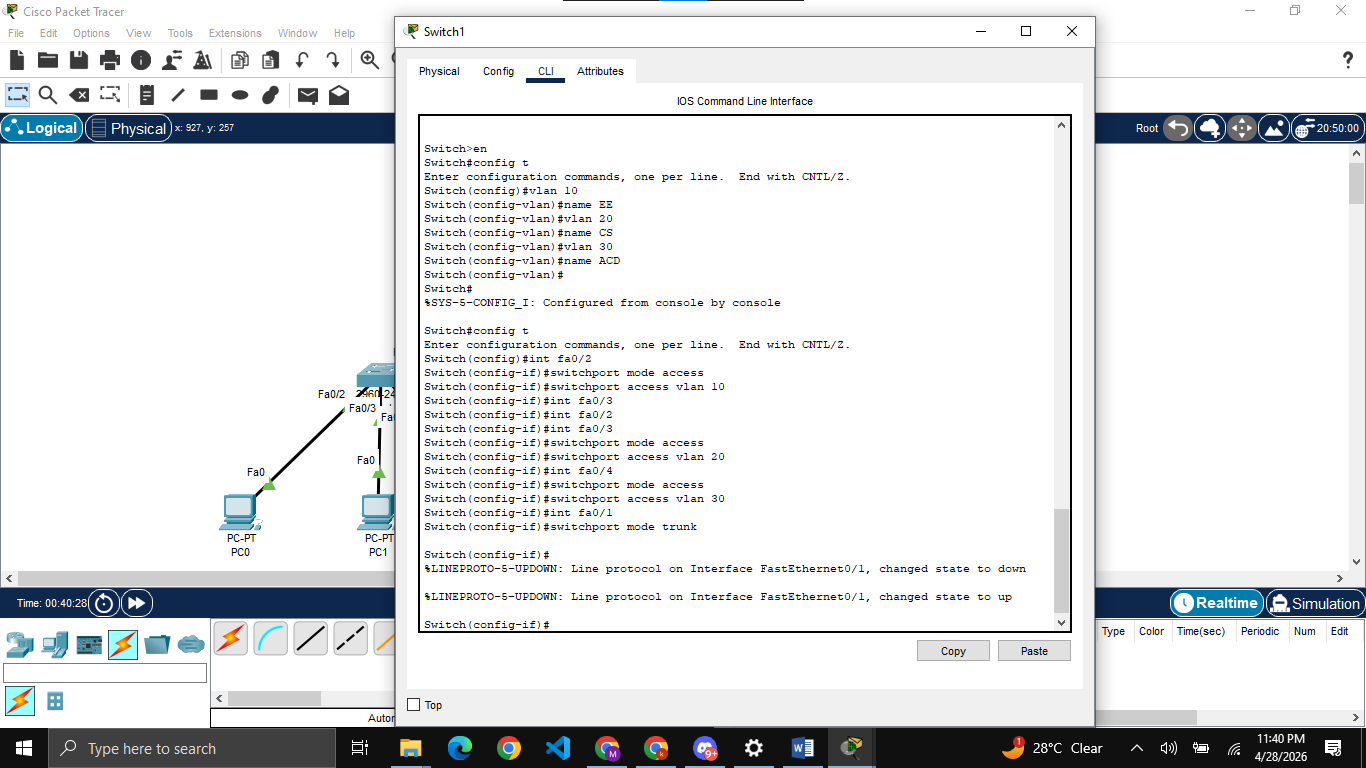 Cisco Packet Tracer
File Edit Options View Tools Extensions Window Help
Logical
Physical
x: 927, y: 257
Root
20:50:00
Switch1
Physical Config CLI Attributes
IOS Command Line Interface
Switch>en
Switch#config t
Enter configuration commands, one per line.  End with CNTL/Z.
Switch(config)#vlan 10
Switch(config-vlan)#name EE
Switch(config-vlan)#vlan 20
Switch(config-vlan)#name CS
Switch(config-vlan)#vlan 30
Switch(config-vlan)#name ACD
Switch(config-vlan)#
Switch#
%SYS-5-CONFIG_I: Configured from console by console
Switch#config t
Enter configuration commands, one per line.  End with CNTL/Z.
Switch(config)#int fa0/2
Switch(config-if)#switchport mode access
Switch(config-if)#switchport access vlan 10
Switch(config-if)#int fa0/3
Switch(config-if)#int fa0/2
Switch(config-if)#int fa0/3
Switch(config-if)#switchport mode access
Switch(config-if)#switchport access vlan 20
Switch(config-if)#int fa0/4
Switch(config-if)#switchport mode access
Switch(config-if)#switchport access vlan 30
Switch(config-if)#int fa0/1
Switch(config-if)#switchport mode trunk
Switch(config-if)#
%LINEPROTO-5-UPDOWN: Line protocol on Interface FastEthernet0/1, changed state to down
%LINEPROTO-5-UPDOWN: Line protocol on Interface FastEthernet0/1, changed state to up
Switch(config-if)#
Copy
Paste
Top
Fa0/2
2960-24
Fa0/3
Fa0
Fa0
PC-PT
PC0
PC-PT
PC1
Time: 00:40:28
Realtime
Simulation
Type Color Time(sec) Periodic Num Edit
Type here to search
M
k
9+
28°C Clear
11:40 PM
4/28/2026